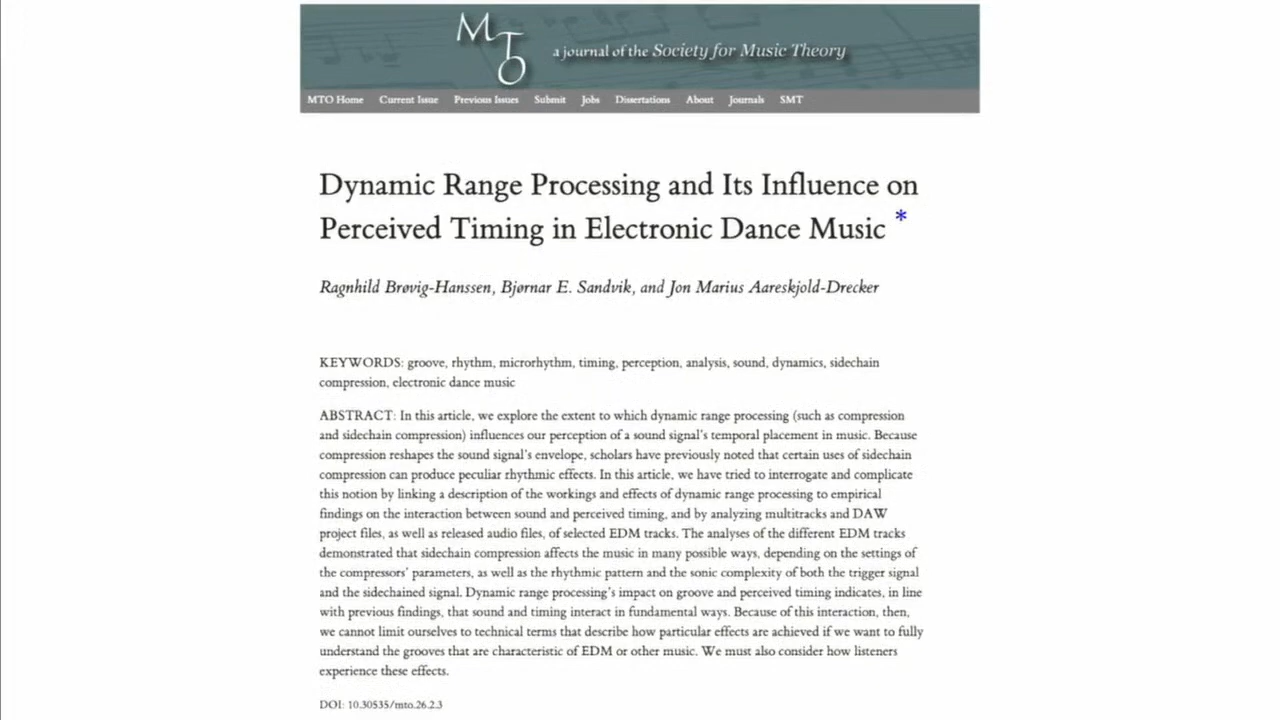 MTO
a journal of the Society for Music Theory
MTO Home Current Issue Previous Issues Submit Jobs Dissertations About Journals SMT
Dynamic Range Processing and Its Influence on
Perceived Timing in Electronic Dance Music *
Ragnhild Brøvig-Hanssen, Bjørnar E. Sandvik, and Jon Marius Aareskjold-Drecker
KEYWORDS: groove, rhythm, microrhythm, timing, perception, analysis, sound, dynamics, sidechain
compression, electronic dance music
ABSTRACT: In this article, we explore the extent to which dynamic range processing (such as compression
and sidechain compression) influences our perception of a sound signal's temporal placement in music. Because
compression reshapes the sound signal's envelope, scholars have previously noted that certain uses of sidechain
compression can produce peculiar rhythmic effects. In this article, we have tried to interrogate and complicate
this notion by linking a description of the workings and effects of dynamic range processing to empirical
findings on the interaction between sound and perceived timing, and by analyzing multitracks and DAW
project files, as well as released audio files, of selected EDM tracks. The analyses of the different EDM tracks
demonstrated that sidechain compression affects the music in many possible ways, depending on the settings of
the compressors' parameters, as well as the rhythmic pattern and the sonic complexity of both the trigger signal
and the sidechained signal. Dynamic range processing's impact on groove and perceived timing indicates, in line
with previous findings, that sound and timing interact in fundamental ways. Because of this interaction, then,
we cannot limit ourselves to technical terms that describe how particular effects are achieved if we want to fully
understand the grooves that are characteristic of EDM or other music. We must also consider how listeners
experience these effects.
DOI: 10.30535/mto.26.2.3